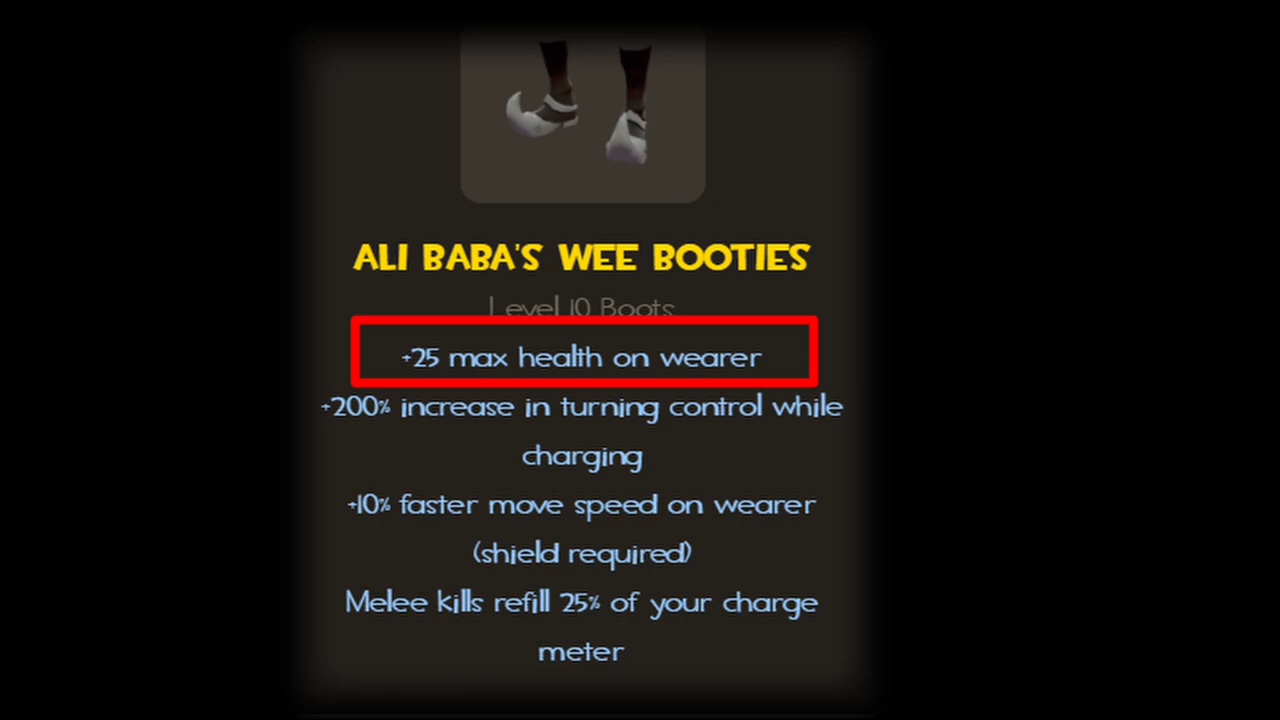 ALI BABA'S WEE BOOTIES
Level 10 Boots
+25 max health on wearer
+200% increase in turning control while
charging
+10% faster move speed on wearer
(shield required)
Melee kills refill 25% of your charge
meter